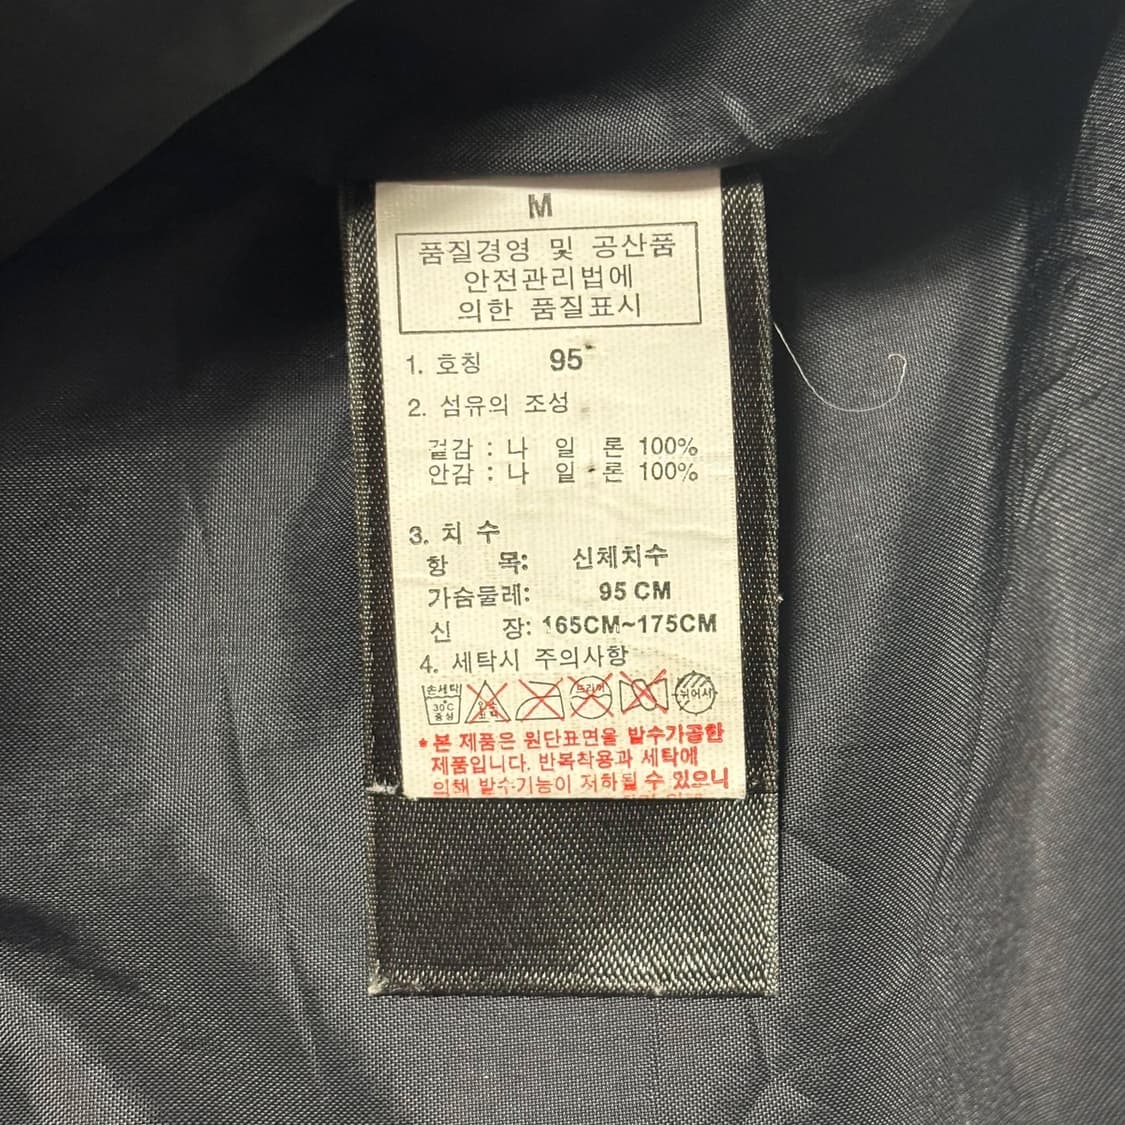 M
품질경영 및 공산품
안전관리법에
의한 품질표시
1. 호칭 95
2. 섬유의 조성
겉감 : 나 일 론 100%
안감 : 나 일 론 100%
3. 치 수
항 목: 신체치수
가슴둘레: 95 CM
신 장: 165CM~175CM
4. 세탁시 주의사항
손세탁 30°C 중성 드라이
*본 제품은 원단표면을 발수가공한
제품입니다. 반복착용과 세탁에
의해 발수기능이 저하될 수 있으니